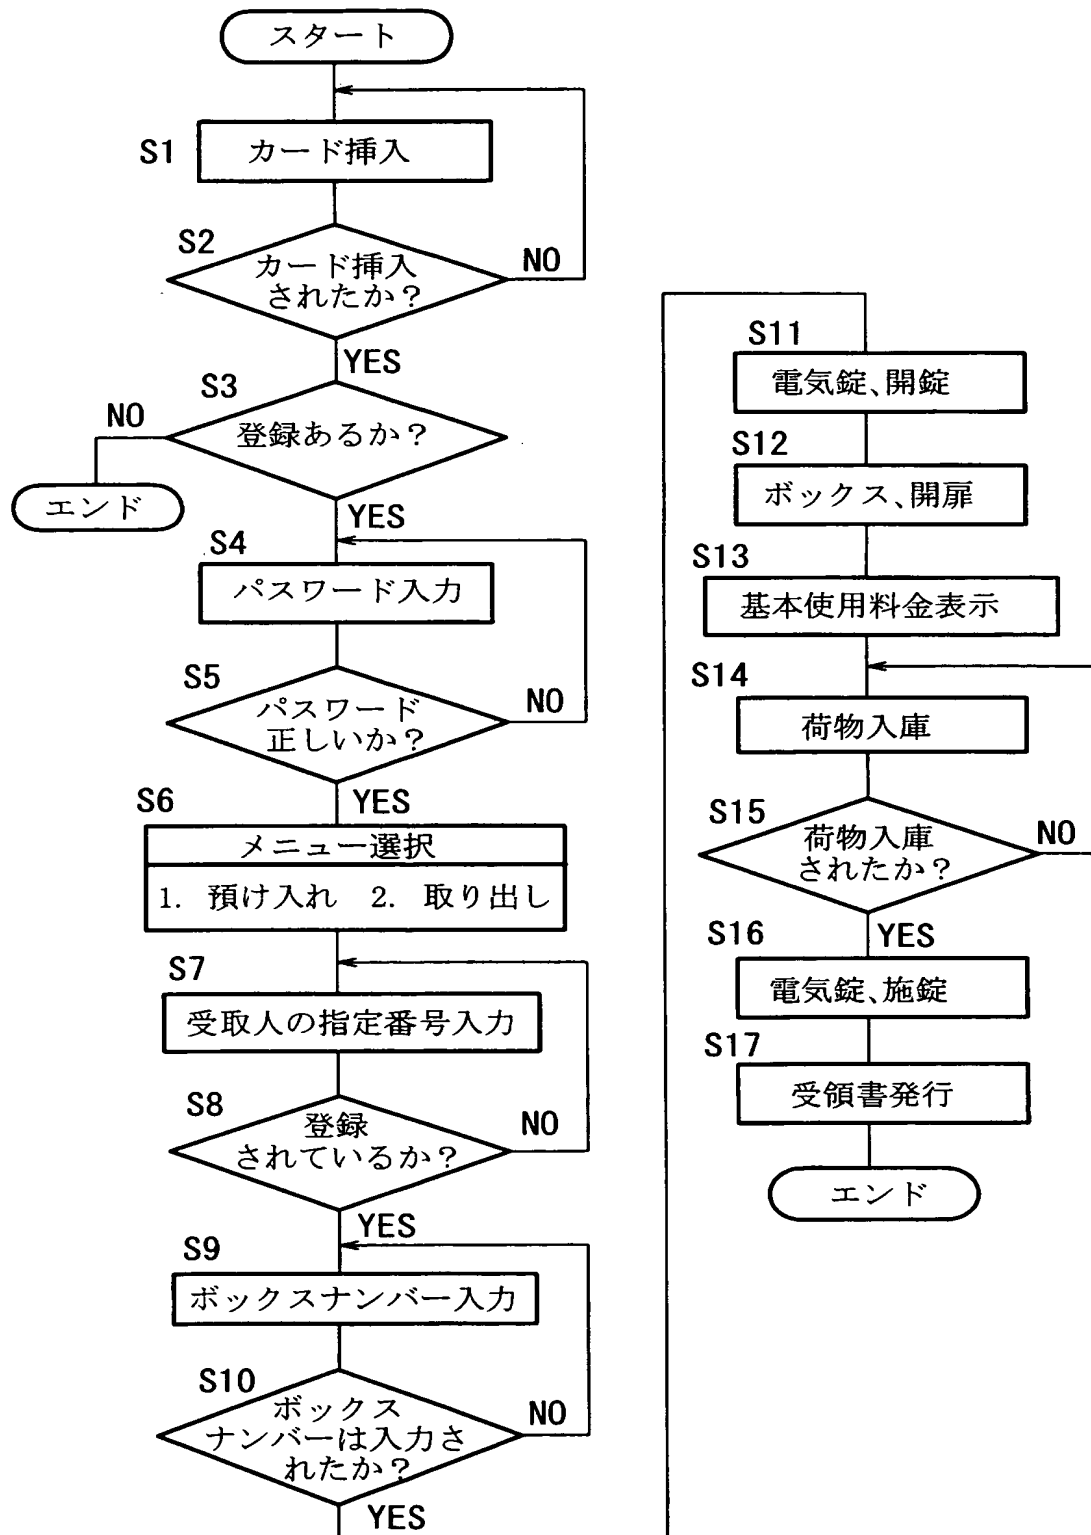 スタート
S1
カード挿入
S2
カード挿入
されたか？
NO
YES
S3
登録あるか？
NO
エンド
YES
S4
パスワード入力
S5
パスワード
正しいか？
NO
YES
S6
メニュー選択
1. 預け入れ 2. 取り出し
S7
受取人の指定番号入力
S8
登録
されているか？
NO
YES
S9
ボックスナンバー入力
S10
ボックス
ナンバーは入力さ
れたか？
NO
YES
S11
電気錠、開錠
S12
ボックス、開扉
S13
基本使用料金表示
S14
荷物入庫
S15
荷物入庫
されたか？
NO
YES
S16
電気錠、施錠
S17
受領書発行
エンド